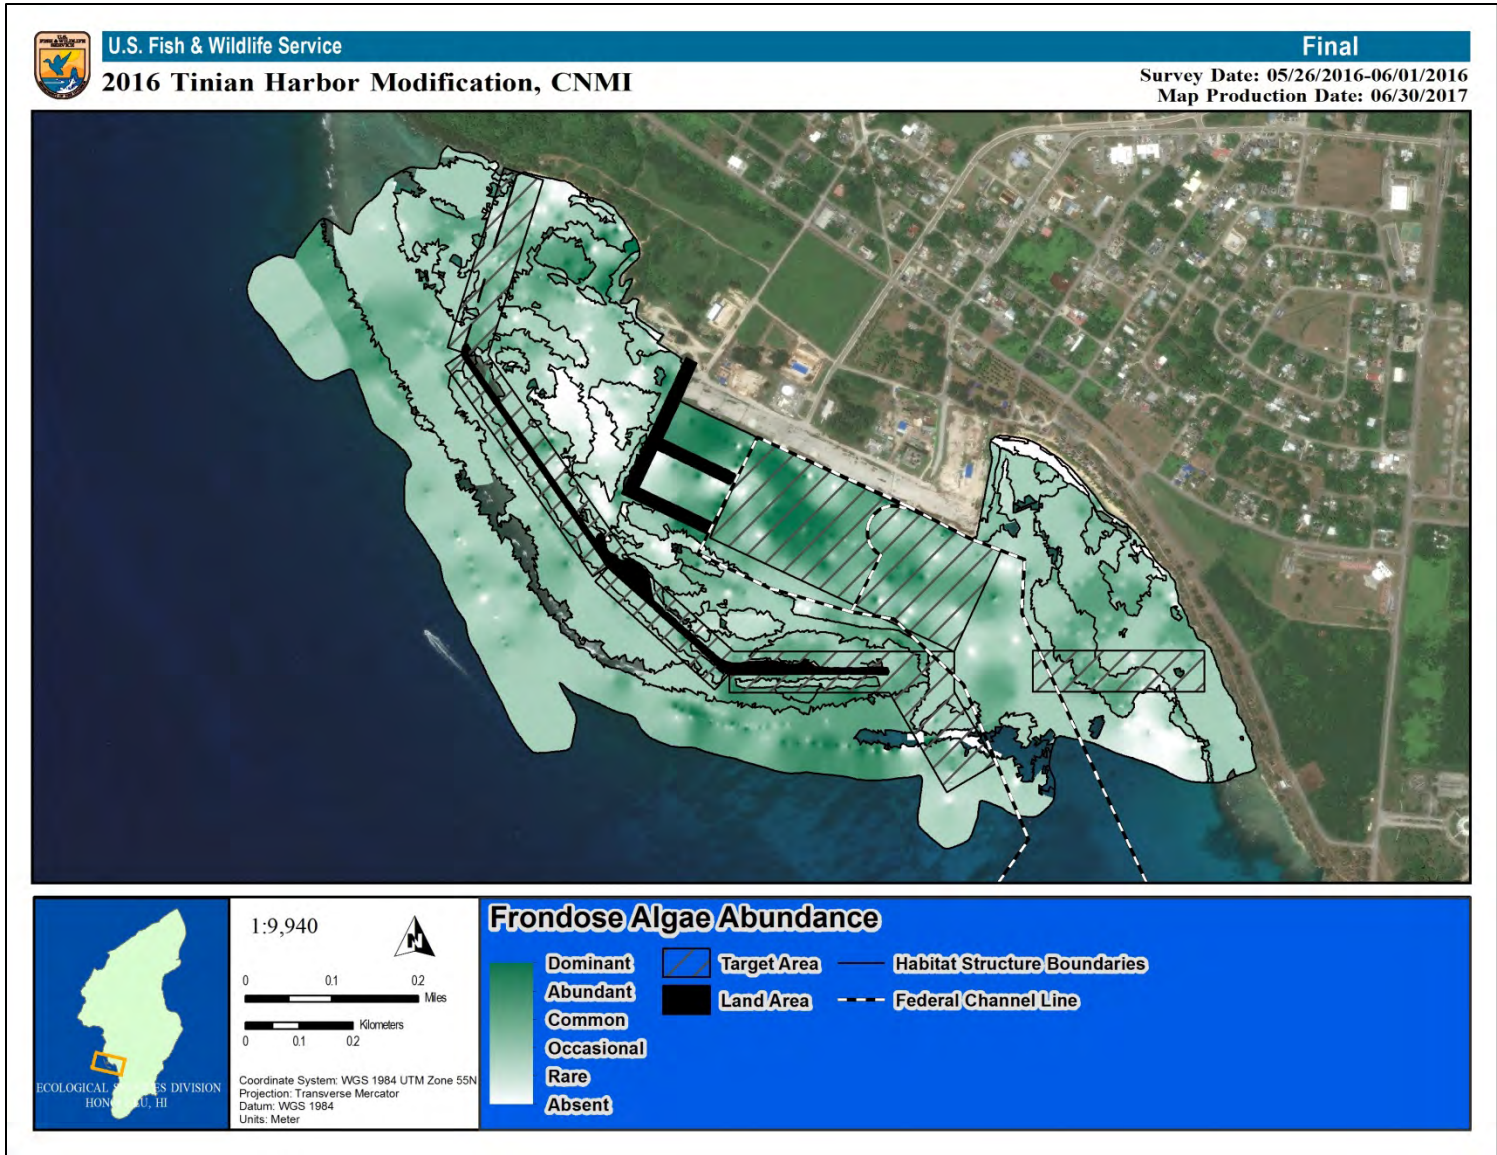 U.S.
FISH & WILDLIFE
SERVICE
U.S. Fish & Wildlife Service
Final
2016 Tinian Harbor Modification, CNMI
Survey Date: 05/26/2016-06/01/2016
Map Production Date: 06/30/2017
ECOLOGICAL DIVISION
HI
1:9,940
N
0 0.1 0.2
Miles
Kilometers
0 0.1 0.2
Coordinate System: WGS 1984 UTM Zone 55N
Projection: Transverse Mercator
Datum: WGS 1984
Units: Meter
Frondose Algae Abundance
Dominant
Abundant
Common
Occasional
Rare
Absent
Target Area
Land Area
Habitat Structure Boundaries
Federal Channel Line